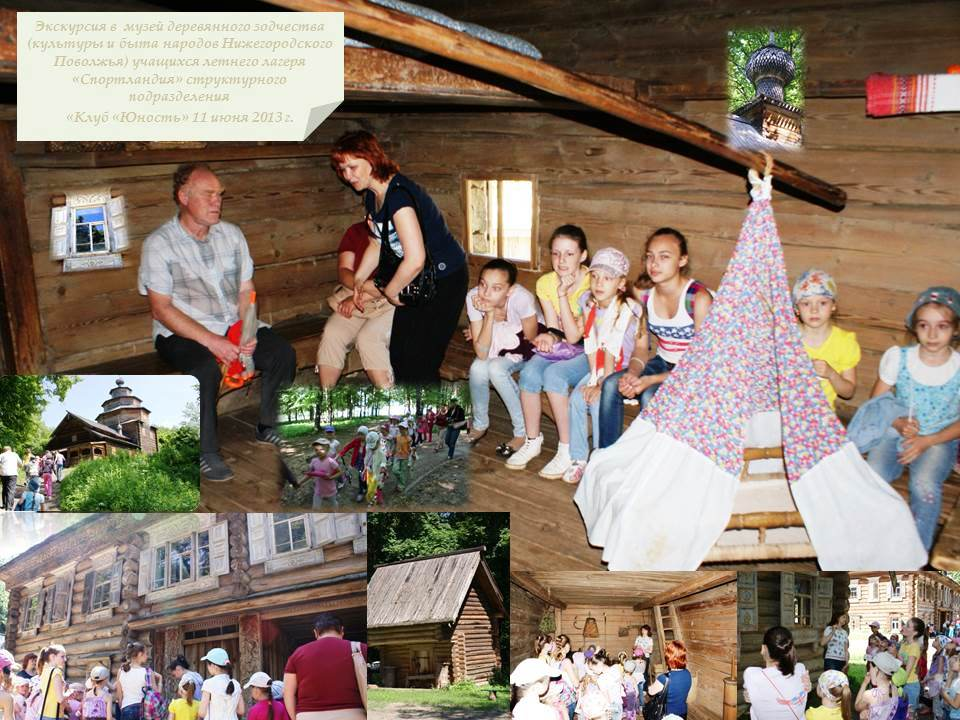 Экскурсия в музей деревянного зодчества
(культуры и быта народов Нижегородского
Поволжья) учащихся летнего лагеря
«Спортландия» структурного
подразделения
«Клуб «Юность» 11 июня 2013 г.